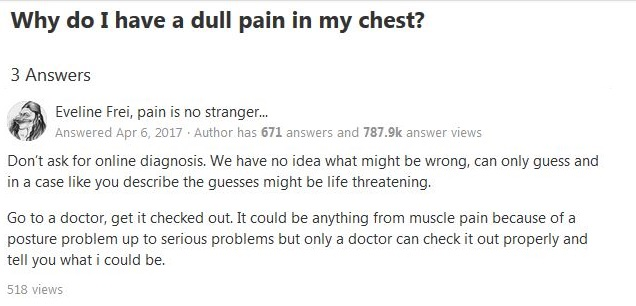 Why do I have a dull pain in my chest?
3 Answers
Eveline Frei, pain is no stranger...
Answered Apr 6, 2017 · Author has 671 answers and 787.9k answer views
Don't ask for online diagnosis. We have no idea what might be wrong, can only guess and
in a case like you describe the guesses might be life threatening.
Go to a doctor, get it checked out. It could be anything from muscle pain because of a
posture problem up to serious problems but only a doctor can check it out properly and
tell you what i could be.
518 views